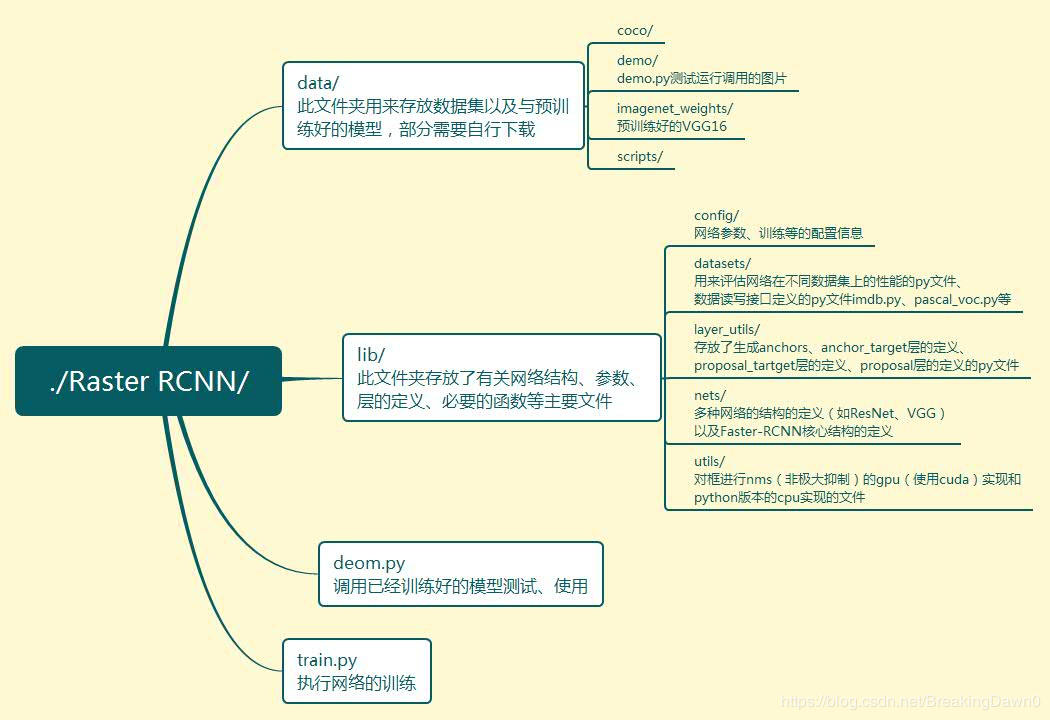 ./Raster RCNN/
data/
此文件夹用来存放数据集以及与预训
练好的模型，部分需要自行下载
coco/
demo/
demo.py测试运行调用的图片
imagenet_weights/
预训练好的VGG16
scripts/
lib/
此文件夹存放了有关网络结构、参数、
层的定义、必要的函数等主要文件
config/
网络参数、训练等的配置信息
datasets/
用来评估网络在不同数据集上的性能的py文件、
数据读写接口定义的py文件imdb.py、pascal_voc.py等
layer_utils/
存放了生成anchors、anchor_target层的定义、
proposal_tartget层的定义、proposal层的定义的py文件
nets/
多种网络的结构的定义（如ResNet、VGG）
以及Faster-RCNN核心结构的定义
utils/
对框进行nms（非极大抑制）的gpu（使用cuda）实现和
python版本的cpu实现的文件
deom.py
调用已经训练好的模型测试、使用
train.py
执行网络的训练
https://blog.csdn.net/BreakingDawn0